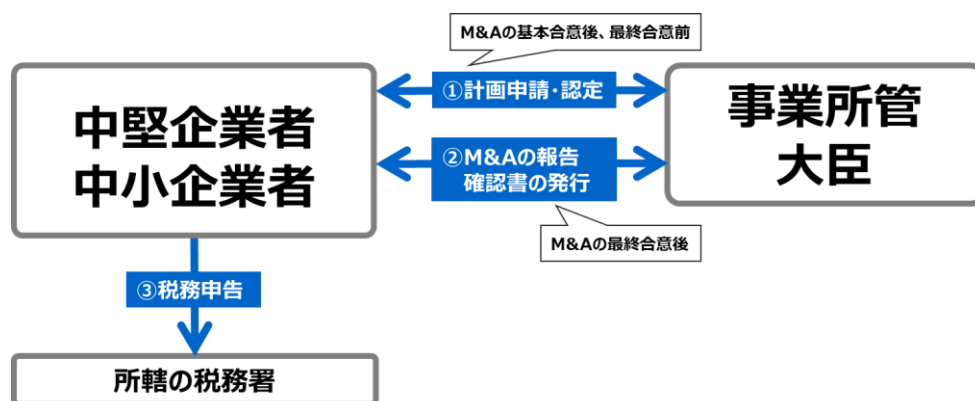 M&Aの基本合意後、最終合意前
①計画申請・認定
中堅企業者
中小企業者
事業所管
大臣
②M&Aの報告
確認書の発行
M&Aの最終合意後
③税務申告
所轄の税務署